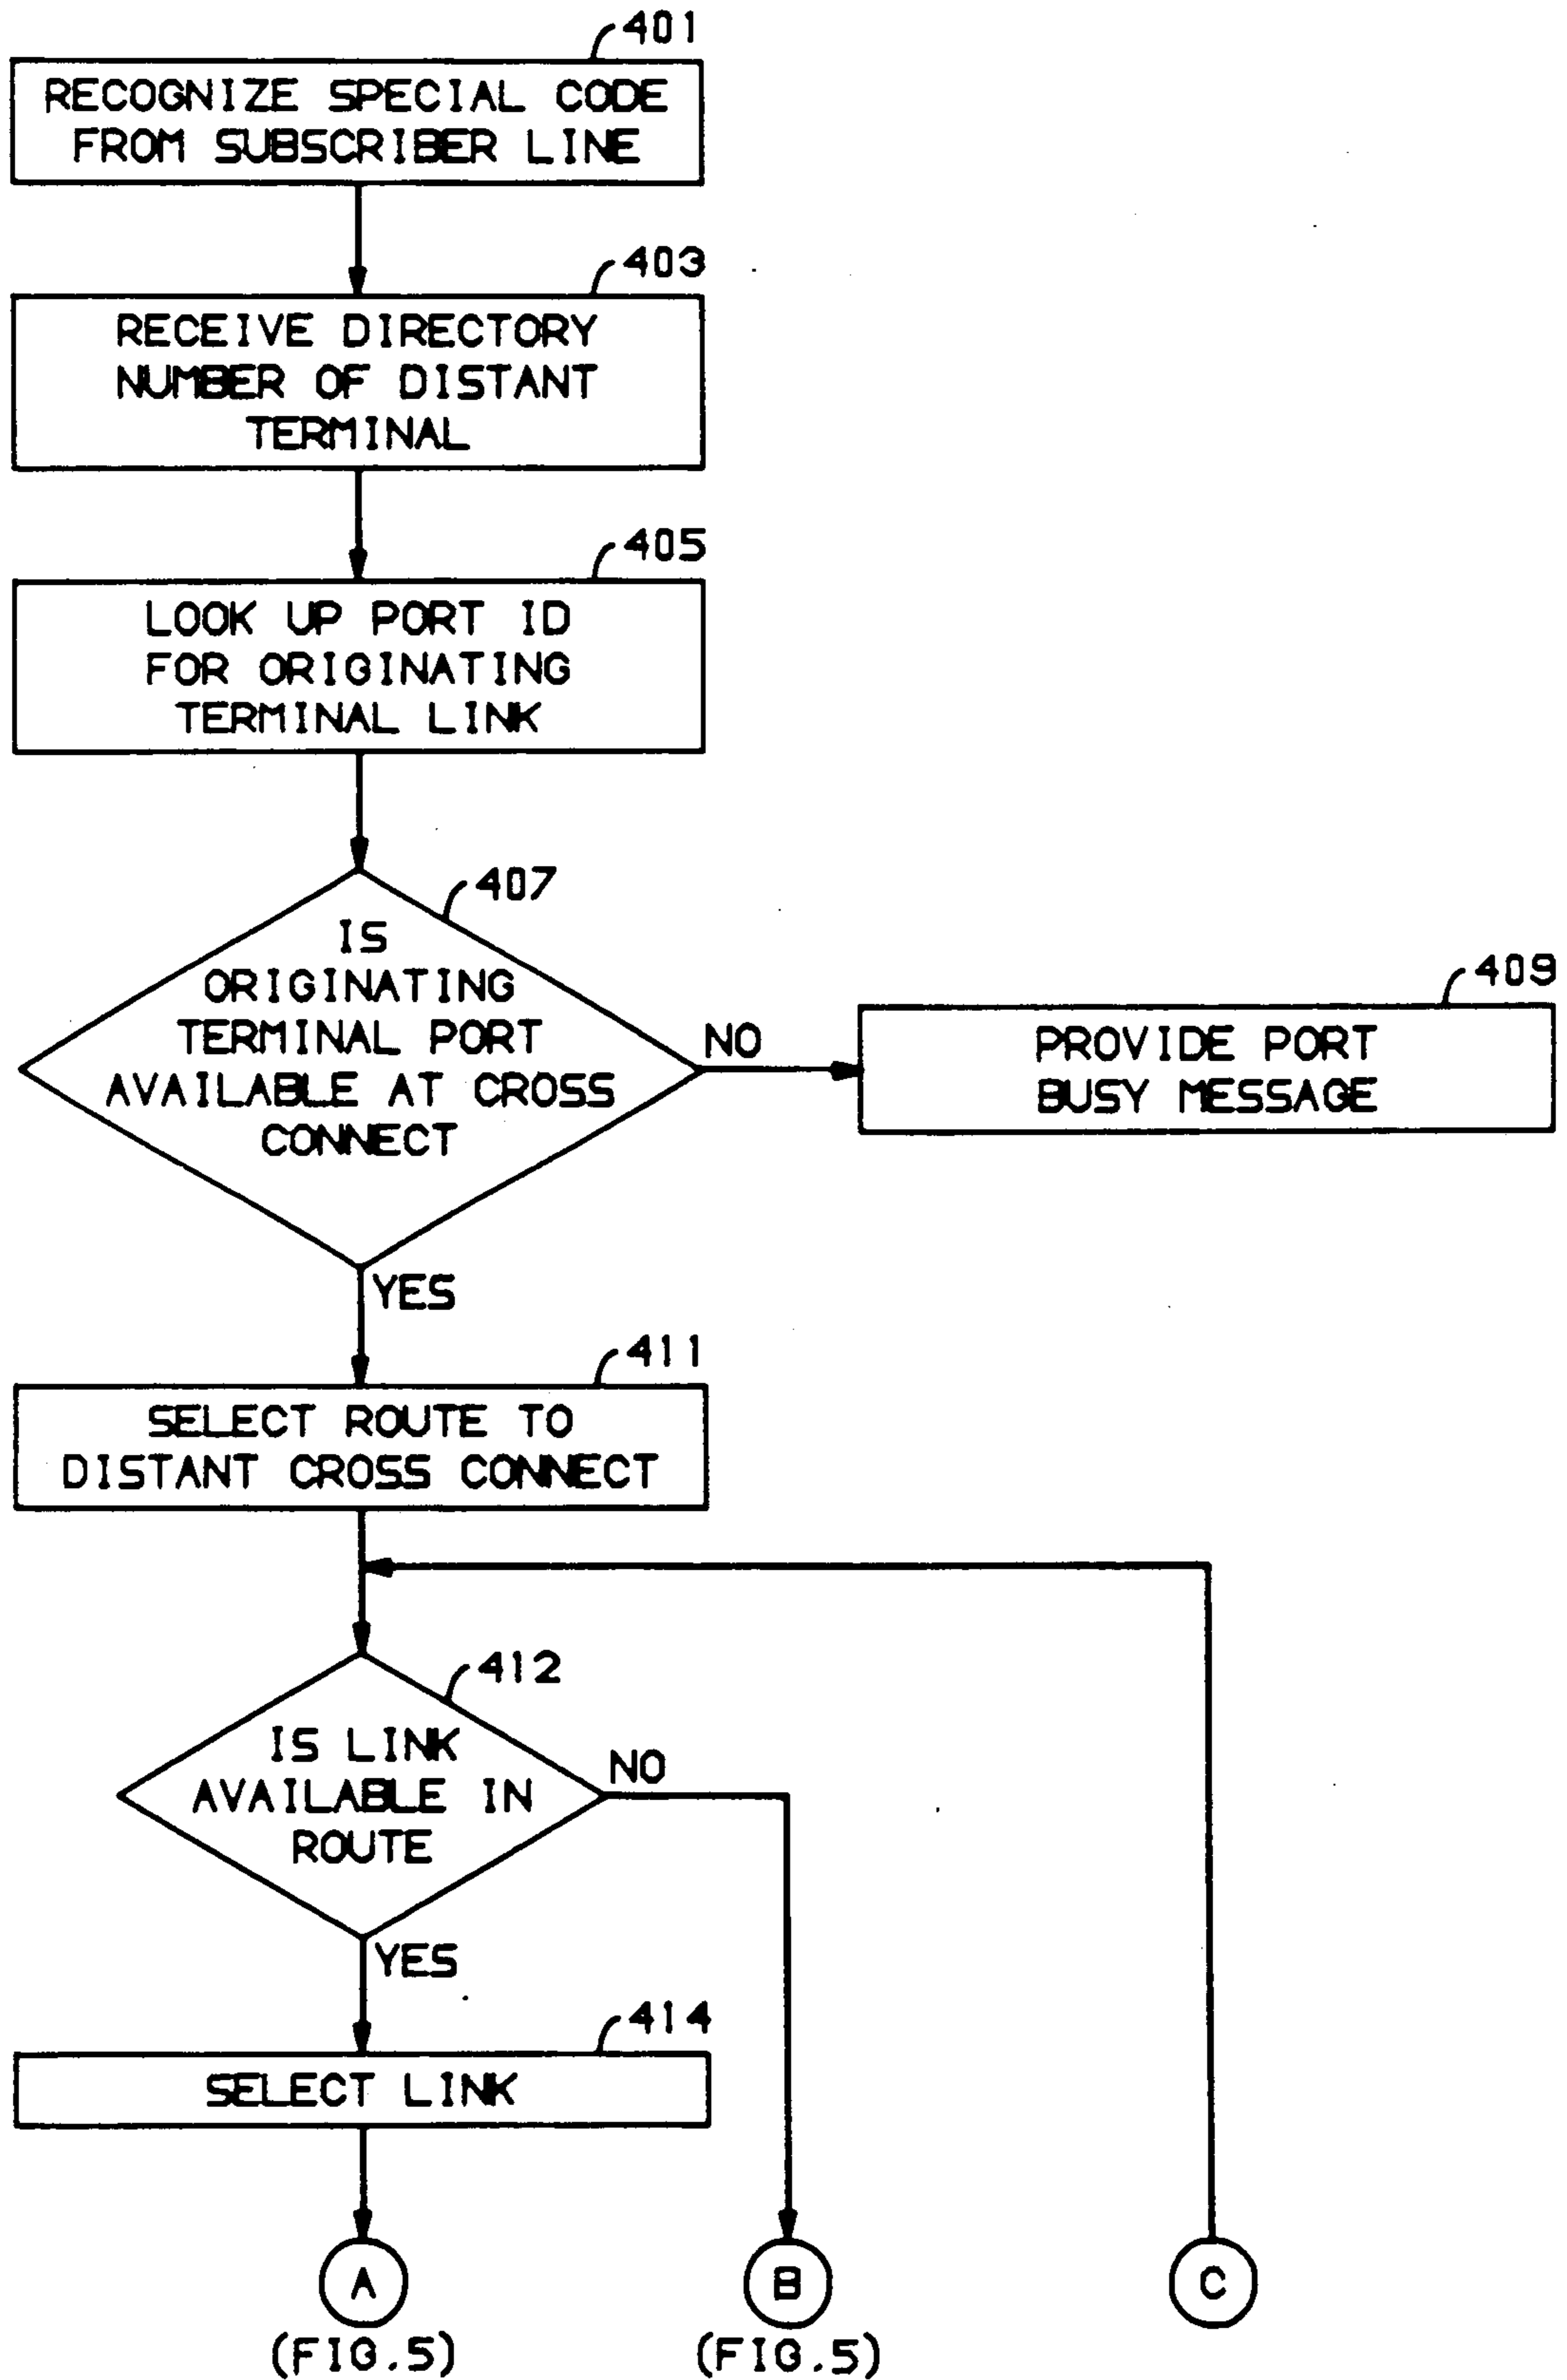 401
RECOGNIZE SPECIAL CODE
FROM SUBSCRIBER LINE
403
RECEIVE DIRECTORY
NUMBER OF DISTANT
TERMINAL
405
LOOK UP PORT ID
FOR ORIGINATING
TERMINAL LINK
407
IS
ORIGINATING
TERMINAL PORT
AVAILABLE AT CROSS
CONNECT
NO
409
PROVIDE PORT
BUSY MESSAGE
YES
411
SELECT ROUTE TO
DISTANT CROSS CONNECT
412
IS LINK
AVAILABLE IN
ROUTE
NO
YES
414
SELECT LINK
A
(FIG.5)
B
(FIG.5)
C